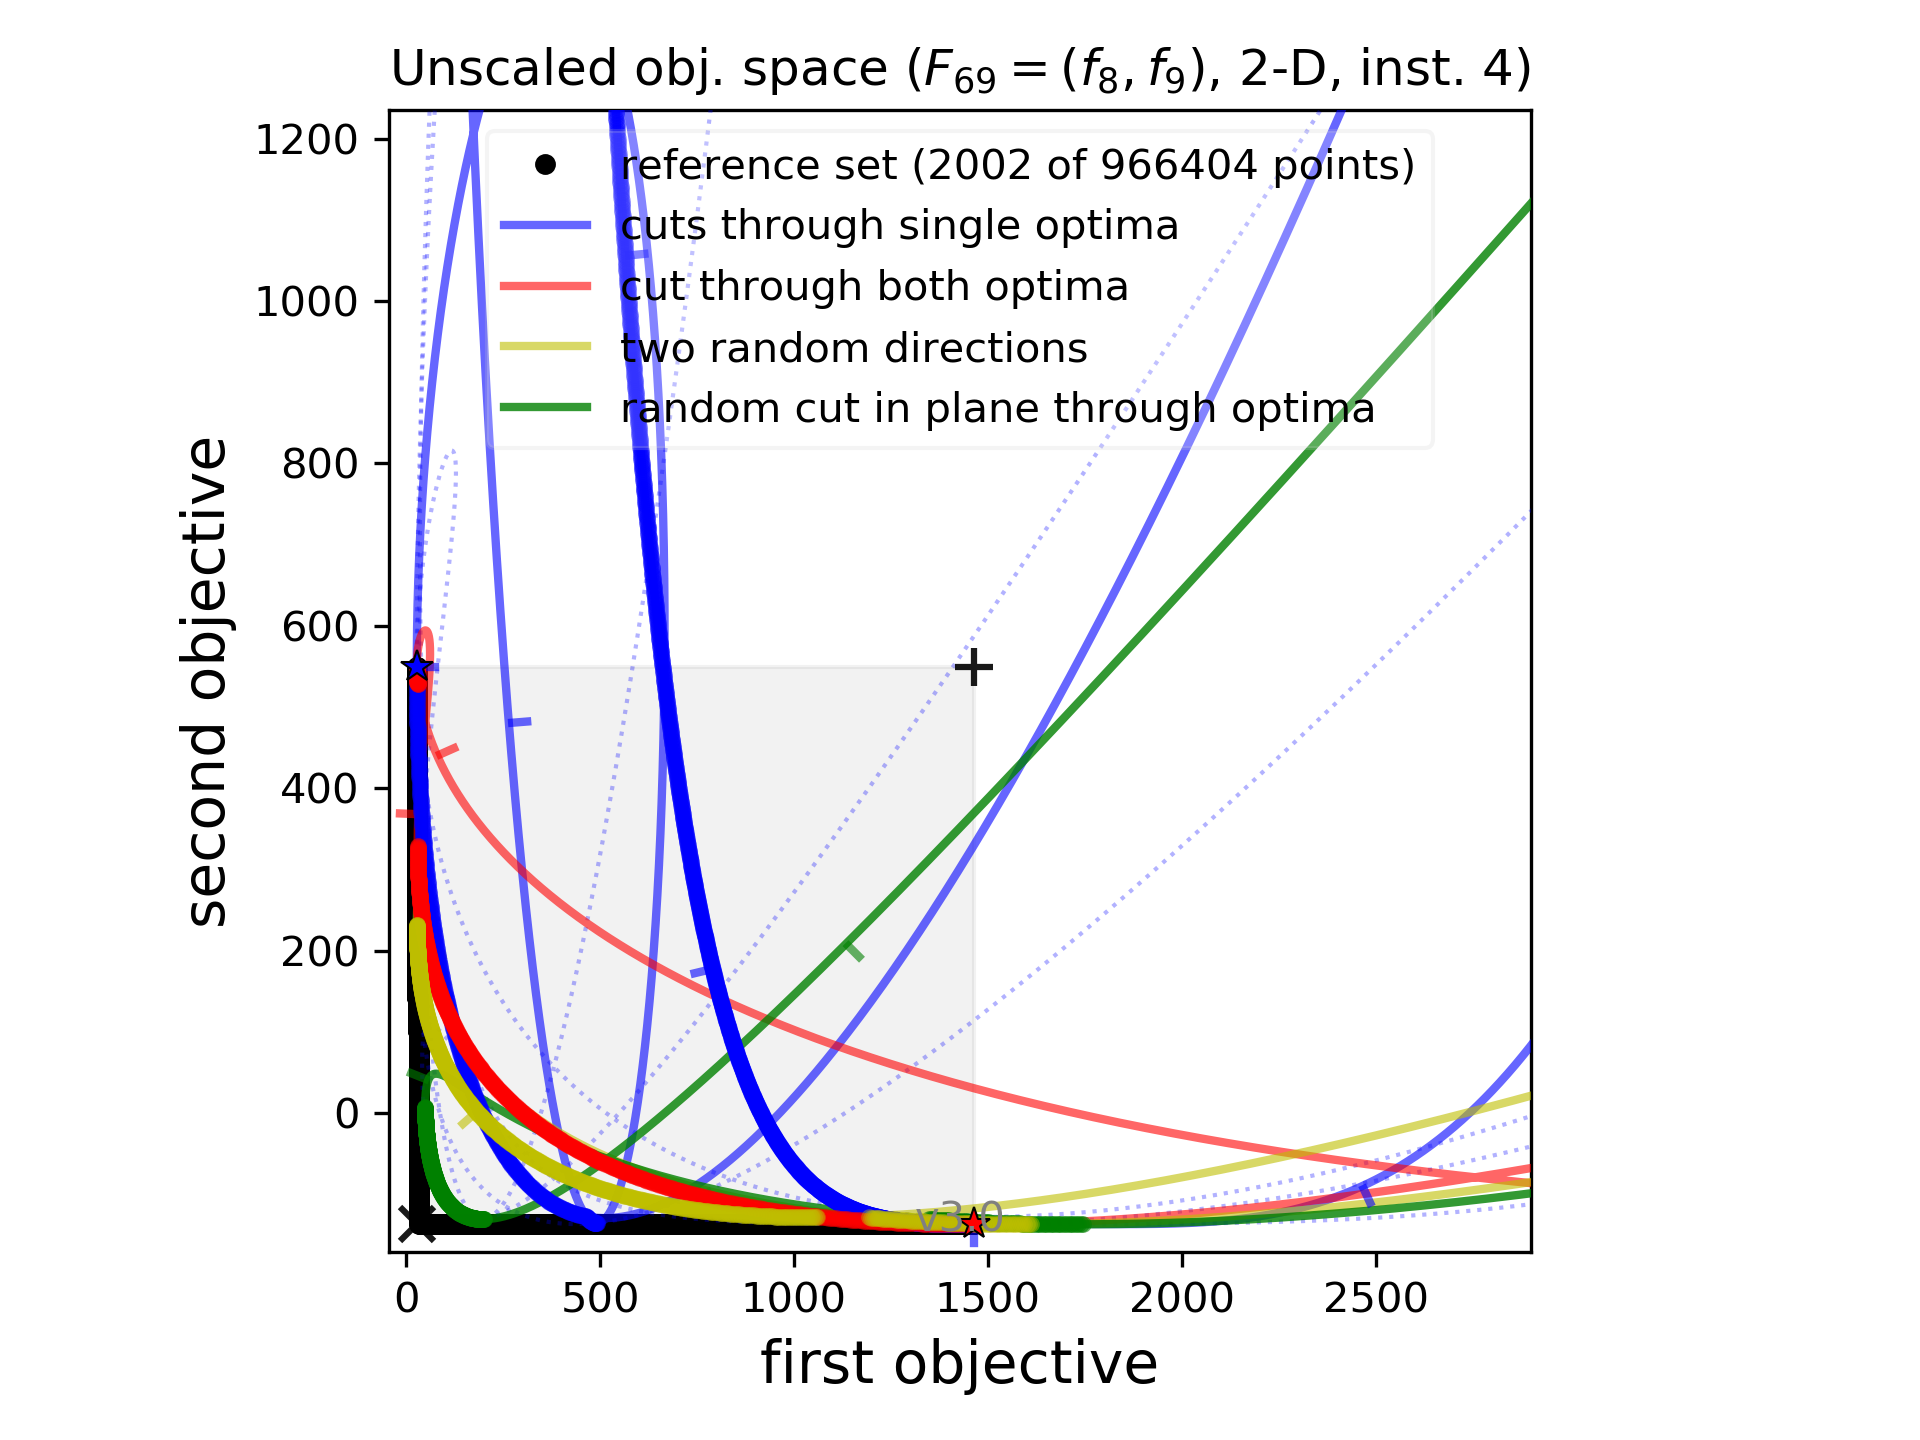 Unscaled obj. space (F₆₉ = (f₈, f₉), 2-D, inst. 4)
reference set (2002 of 966404 points)
cuts through single optima
cut through both optima
two random directions
random cut in plane through optima
second objective
1200
1000
800
600
400
200
0
v3.0
0 500 1000 1500 2000 2500
first objective